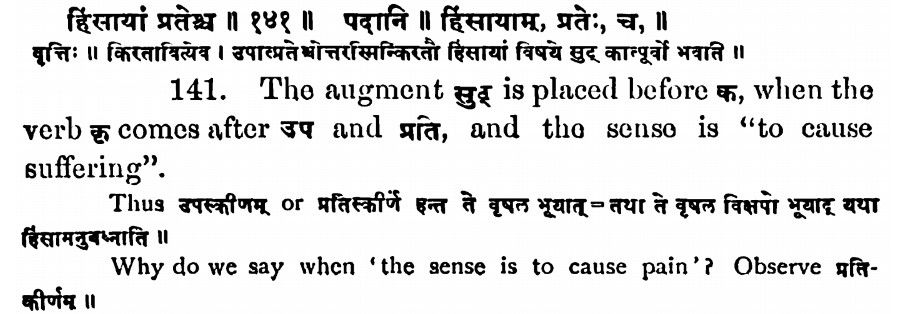 हिंसायां प्रतेश्च ॥ १४१ ॥ पदानि ॥ हिंसायाम्, प्रतेः, च, ॥
वृत्तिः ॥ किरतावित्येव । उपात्प्रतेश्चोत्तरस्मिन्किरतौ हिंसायां विषये सुट् कात्पूर्वो भवति ॥
141. The augment सुट् is placed before क, when the
verb कॄ comes after उप and प्रति, and the sense is “to cause
suffering”.
Thus उपस्कीणम् or प्रतिस्कीर्णं हन्त ते वृषल भूयात् = तथा ते वृषल विक्षपो भूयाद् यथा
हिंसामनुबध्नाति ॥
Why do we say when ‘the sense is to cause pain’? Observe प्रति-
कीर्णम् ॥